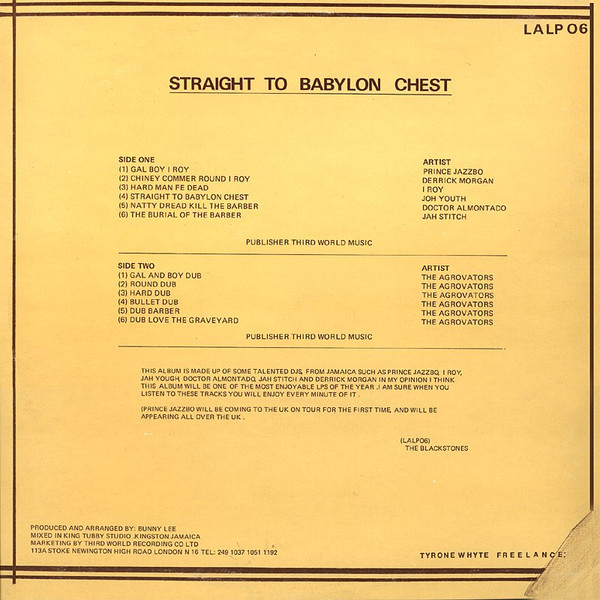 LALP06
STRAIGHT TO BABYLON CHEST
SIDE ONE ARTIST
(1) GAL BOY I ROY PRINCE JAZZBO
(2) CHINEY COMMER ROUND I ROY DERRICK MORGAN
(3) HARD MAN FE DEAD I ROY
(4) STRAIGHT TO BABYLON CHEST JOH YOUTH
(5) NATTY DREAD KILL THE BARBER DOCTOR ALMONTADO
(6) THE BURIAL OF THE BARBER JAH STITCH
PUBLISHER THIRD WORLD MUSIC
SIDE TWO ARTIST
(1) GAL AND BOY DUB THE AGROVATORS
(2) ROUND DUB THE AGROVATORS
(3) HARD DUB THE AGROVATORS
(4) BULLET DUB THE AGROVATORS
(5) DUB BARBER THE AGROVATORS
(6) DUB LOVE THE GRAVEYARD THE AGROVATORS
PUBLISHER THIRD WORLD MUSIC
THIS ALBUM IS MADE UP OF SOME TALENTED DJS, FROM JAMAICA SUCH AS PRINCE JAZZBO, I ROY,
JAH YOUGH, DOCTOR ALMONTADO, JAH STITCH AND DERRICK MORGAN IN MY OPINION I THINK
THIS ALBUM WILL BE ONE OF THE MOST ENJOYABLE LPS OF THE YEAR .I AM SURE WHEN YOU
LISTEN TO THESE TRACKS YOU WILL ENJOY EVERY MINUTE OF IT .
(PRINCE JAZZBO WILL BE COMING TO THE UK ON TOUR FOR THE FIRST TIME, AND WILL BE
APPEARING ALL OVER THE UK .
(LALP06)
THE BLACKSTONES
PRODUCED AND ARRANGED BY: BUNNY LEE
MIXED IN KING TUBBY STUDIO .KINGSTON JAMAICA
MARKETING BY THIRD WORLD RECORDING CO LTD
113A STOKE NEWINGTON HIGH ROAD LONDON N 16 TEL: 249 1037 1051 1192
TYRONE WHYTE FREELANCE: